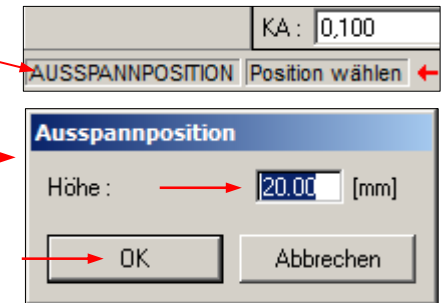 KA : 0,100
AUSSPANNPOSITION Position wählen
Ausspannposition
Höhe : 20.00 [mm]
OK Abbrechen